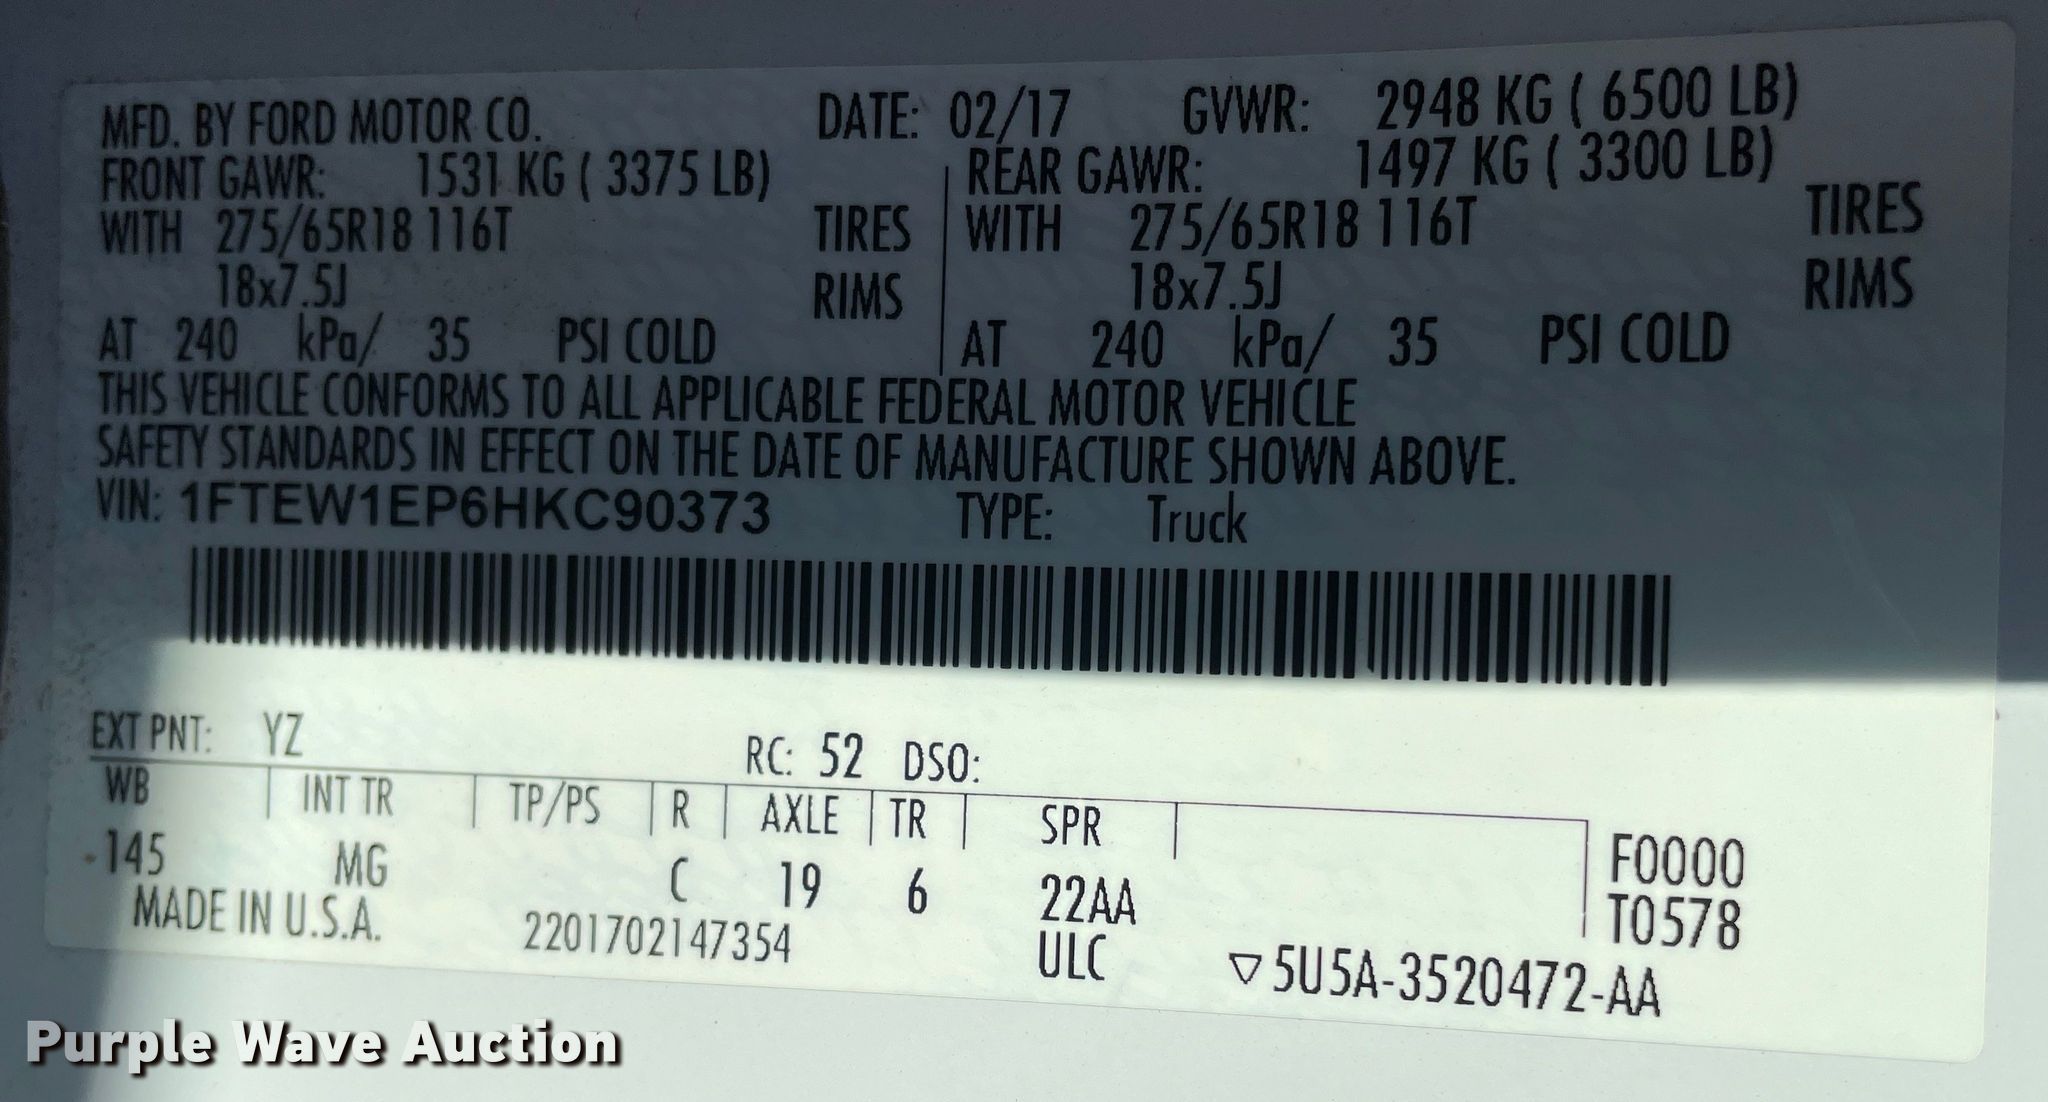 MFD. BY FORD MOTOR CO. DATE: 02/17 GVWR: 2948 KG ( 6500 LB)
FRONT GAWR: 1531 KG ( 3375 LB) REAR GAWR: 1497 KG ( 3300 LB)
WITH 275/65R18 116T TIRES WITH 275/65R18 116T TIRES
18x7.5J RIMS 18x7.5J RIMS
AT 240 kPa/ 35 PSI COLD AT 240 kPa/ 35 PSI COLD
THIS VEHICLE CONFORMS TO ALL APPLICABLE FEDERAL MOTOR VEHICLE
SAFETY STANDARDS IN EFFECT ON THE DATE OF MANUFACTURE SHOWN ABOVE.
VIN: 1FTEW1EP6HKC90373 TYPE: Truck
EXT PNT: YZ RC: 52 DSO:
WB INT TR TP/PS R AXLE TR SPR
145 MG C 19 6 22AA F0000
MADE IN U.S.A. 2201702147354 ULC T0578
▽5U5A-3520472-AA
Purple Wave Auction